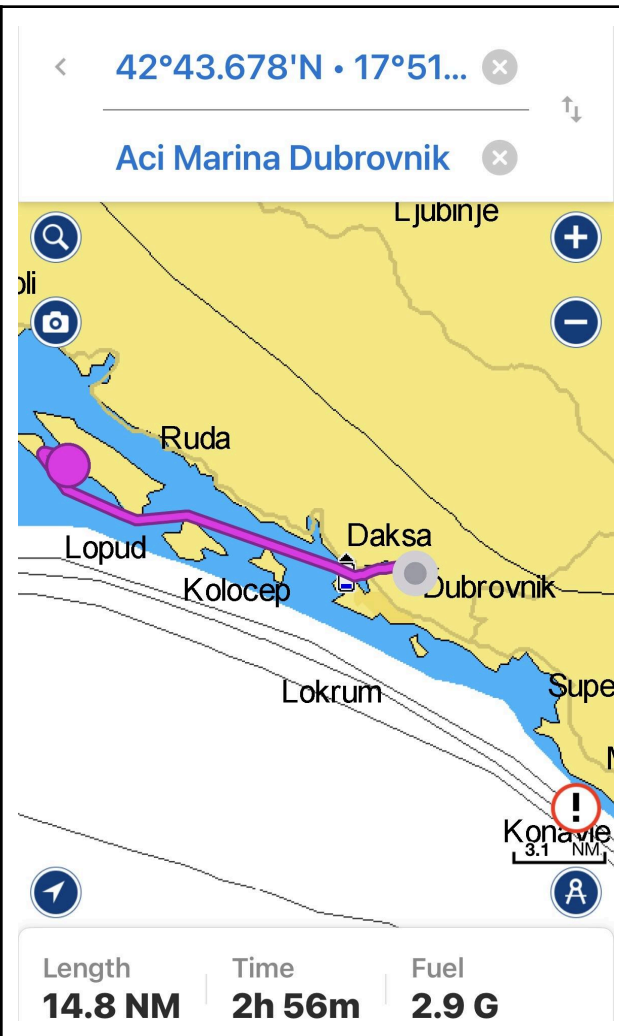 42°43.678'N • 17°51...
Aci Marina Dubrovnik
Ljubinje
oli
Ruda
Daksa
Lopud
Dubrovnik
Kolocep
Lokrum
Supe
!
Konavle
3.1 NM
Length Time Fuel
14.8 NM 2h 56m 2.9 G